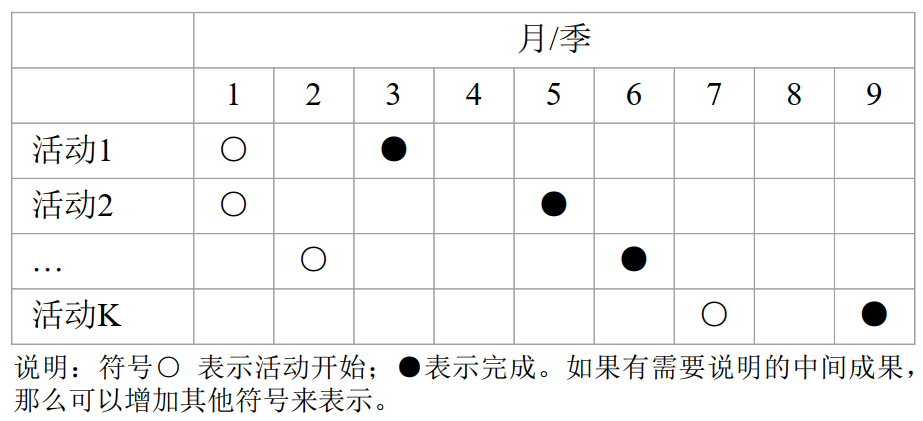 月/季
1 2 3 4 5 6 7 8 9
活动1 ○ ●
活动2 ○ ●
… ○ ●
活动K ○ ●
说明：符号○ 表示活动开始；●表示完成。如果有需要说明的中间成果，
那么可以增加其他符号来表示。